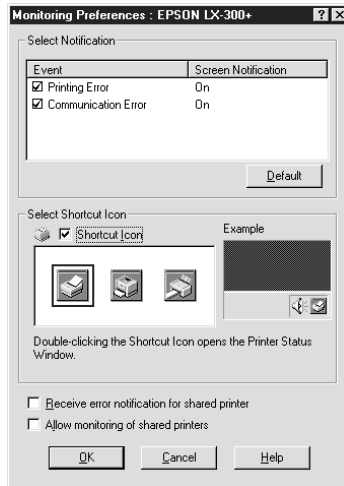 Monitoring Preferences : EPSON LX-300+
Select Notification
Event Screen Notification
Printing Error On
Communication Error On
Default
Select Shortcut Icon
Shortcut Icon Example
Double-clicking the Shortcut Icon opens the Printer Status
Window.
Receive error notification for shared printer
Allow monitoring of shared printers
OK Cancel Help